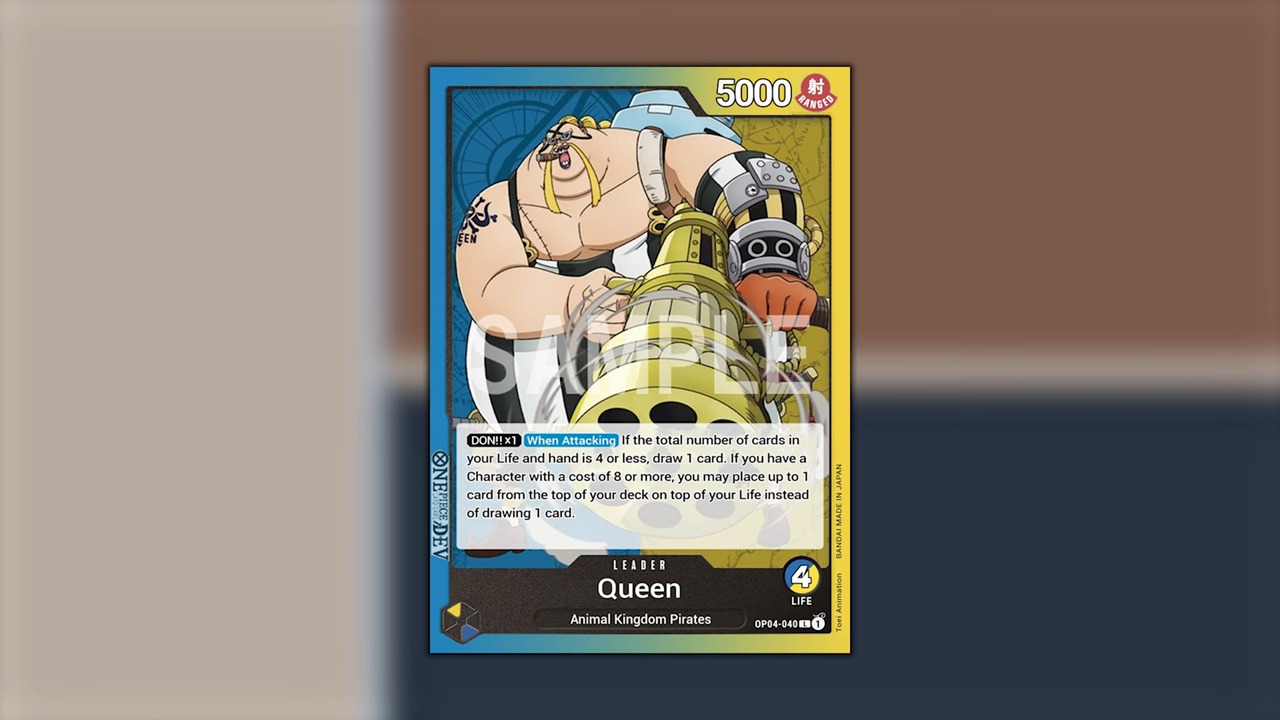 5000
射
RANGED
QUEEN
SAMPLE
DON!!×1 When Attacking If the total number of cards in
your Life and hand is 4 or less, draw 1 card. If you have a
Character with a cost of 8 or more, you may place up to 1
card from the top of your deck on top of your Life instead
of drawing 1 card.
ONE PIECE
/DEV
BANDAI MADE IN JAPAN
Toei Animation
LEADER
Queen
4
LIFE
Animal Kingdom Pirates
OP04-040 L 1